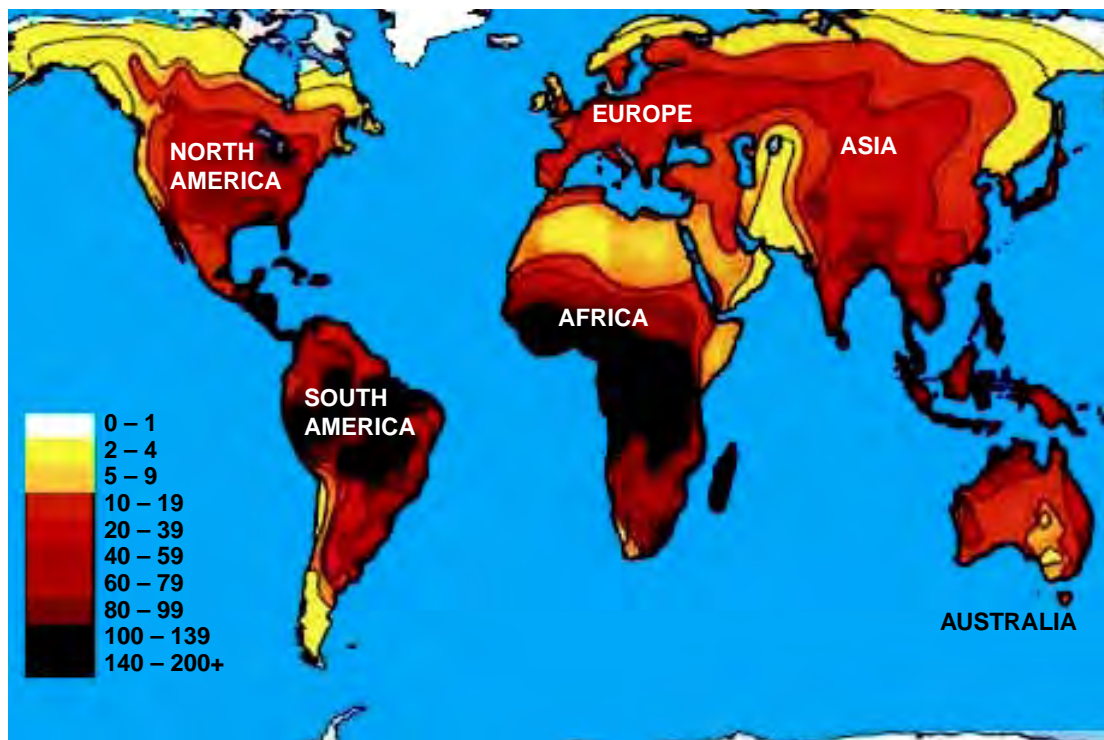 EUROPE
ASIA
NORTH
AMERICA
AFRICA
SOUTH
AMERICA
0 – 1
2 – 4
5 – 9
10 – 19
20 – 39
40 – 59
60 – 79
80 – 99
100 – 139
140 – 200+
AUSTRALIA